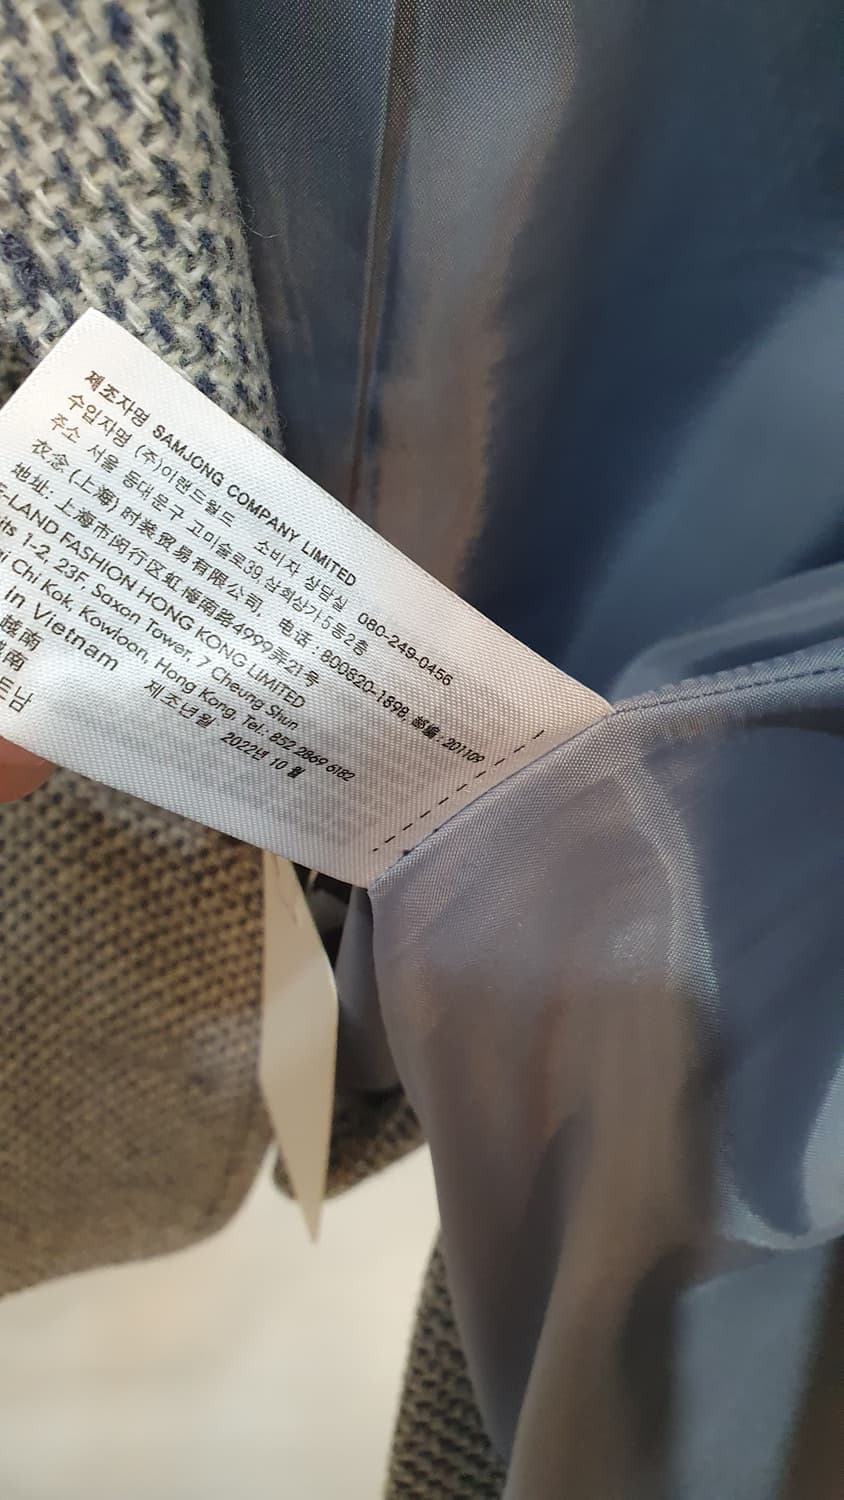 제조자명 SAMJONG COMPANY LIMITED
수입자명 (주)이랜드월드 소비자 상담실 080-249-0456
주소 서울 동대문구 고미술로39,삼희상가5동2층
衣念 (上海) 时装贸易有限公司, 电话 : 800820-1898, 邮编 : 201109
地址: 上海市闵行区虹梅南路4999弄21号
E-LAND FASHION HONG KONG LIMITED
1-2, 23F, Saxon Tower, 7 Cheung Shun
Chi Kok, Kowloon, Hong Kong, Tel: 852 2869 6182
in Vietnam 제조년월 2022년 10 월
越南
越南
트남